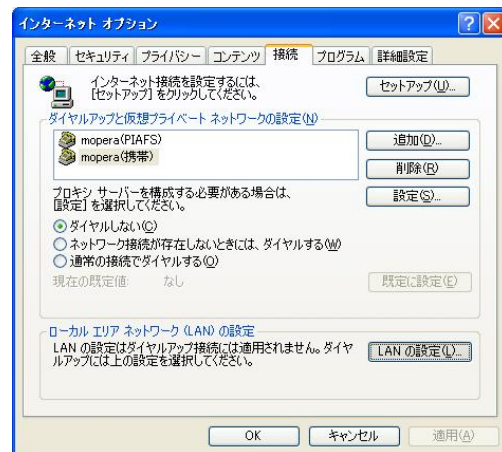 インターネット オプション
全般 セキュリティ プライバシー コンテンツ 接続 プログラム 詳細設定
インターネット接続を設定するには、
[セットアップ] をクリックしてください。
セットアップ(U)...
ダイヤルアップと仮想プライベート ネットワークの設定(N)
mopera(PIAFS)
mopera(携帯)
追加(D)...
削除(R)
プロキシ サーバーを構成する必要がある場合は、
[設定] を選択してください。
設定(S)...
ダイヤルしない(C)
ネットワーク接続が存在しないときには、ダイヤルする(W)
通常の接続でダイヤルする(O)
現在の既定値: なし
既定に設定(E)
ローカル エリア ネットワーク (LAN) の設定
LAN の設定はダイヤルアップ接続には適用されません。ダイヤ
ルアップには上の設定を選択してください。
LAN の設定(L)...
OK キャンセル 適用(A)